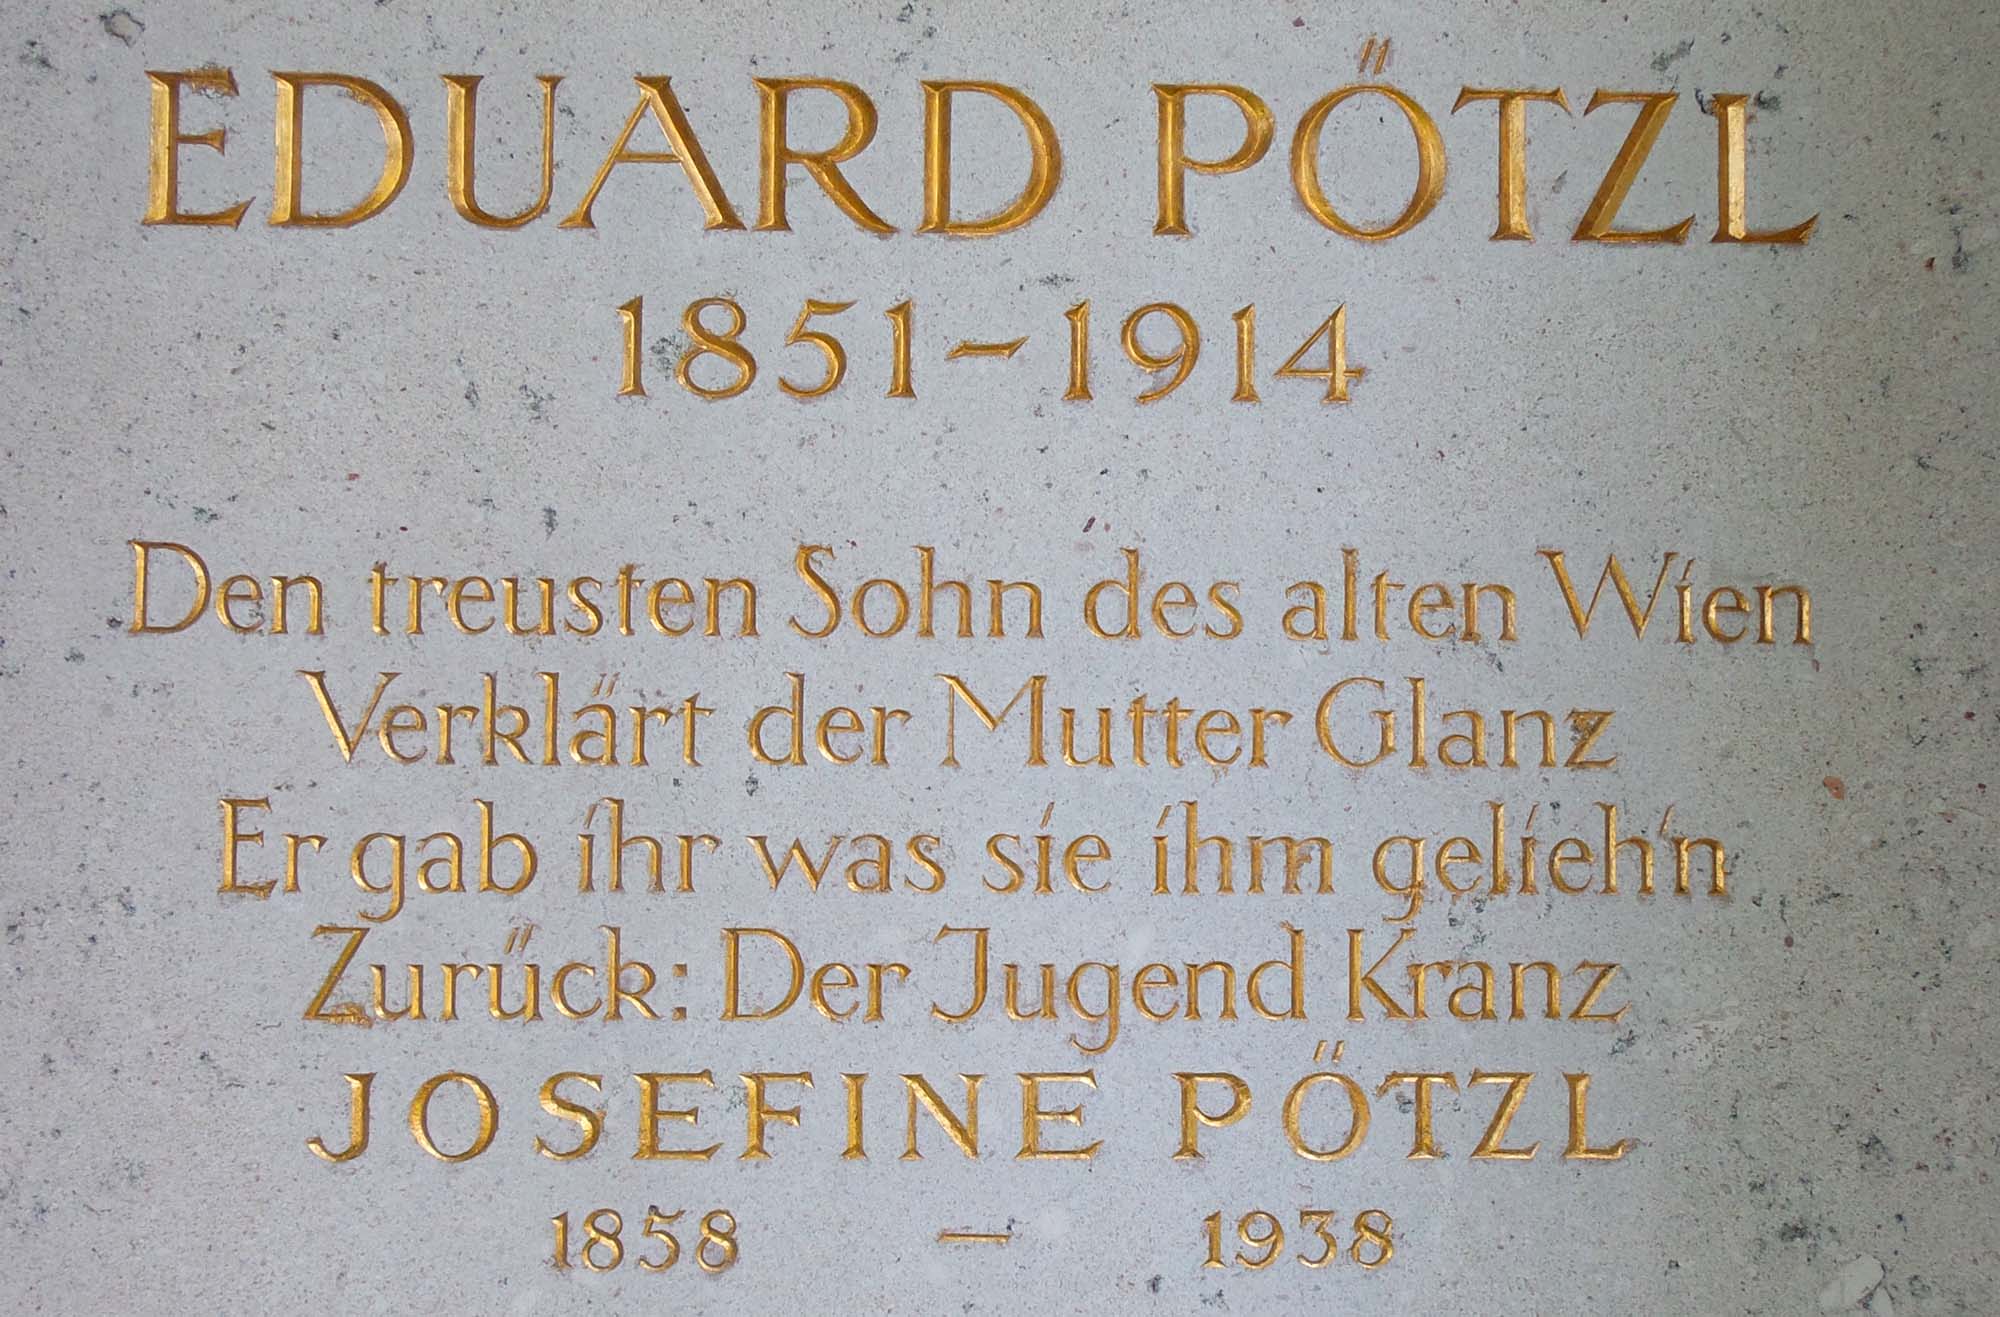 EDUARD PÖTZL
1851–1914
Den treusten Sohn des alten Wien
Verklärt der Mutter Glanz
Er gab ihr was sie ihm gelieh'n
Zurück: Der Jugend Kranz
JOSEFINE PÖTZL
1858 – 1938